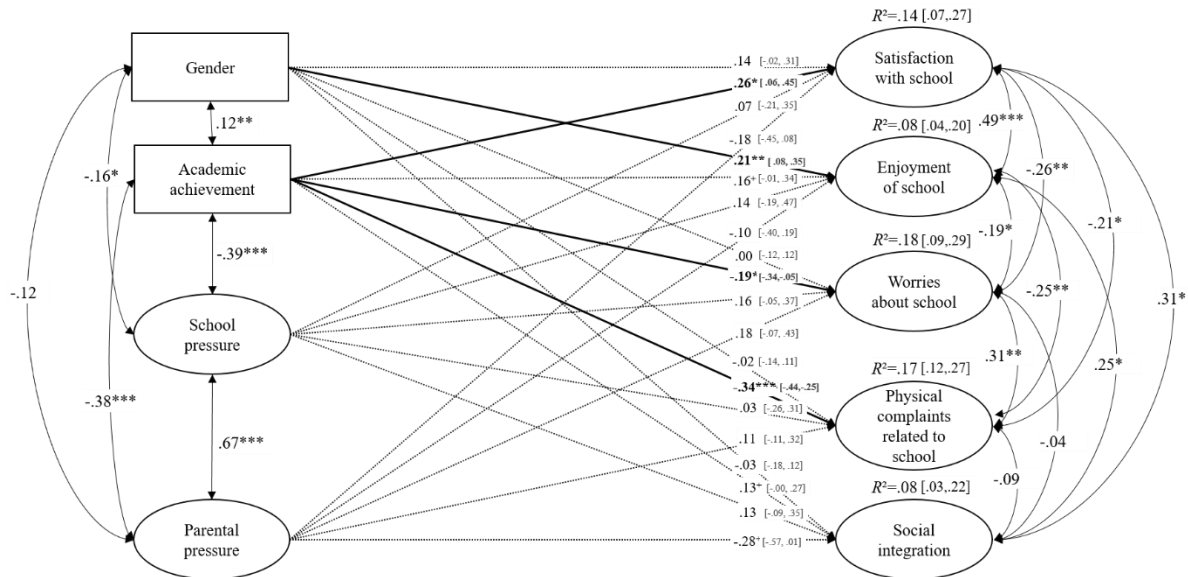 R²=.14 [.07,.27]
Gender
Satisfaction
with school
.14 [-.02, .31]
.26* [.06, .45]
.07 [-.21, .35]
-.18 [-.45, .08]
.12**
.49***
R²=.08 [.04,.20]
Academic
achievement
Enjoyment
of school
.21** [.08, .35]
.16⁺ [-.01, .34]
.14 [-.19, .47]
-.10 [-.40, .19]
-.16*
-.26**
-.21*
-.19*
-.39***
R²=.18 [.09,.29]
Worries
about school
.00 [-.12, .12]
-.19* [-.34,-.05]
.16 [-.05, .37]
.18 [-.07, .43]
-.12
-.25**
.31*
School
pressure
.31**
.25*
R²=.17 [.12,.27]
Physical
complaints
related to
school
-.02 [-.14, .11]
-.34*** [-.44,-.25]
.03 [-.26, .31]
.11 [-.11, .32]
-.38***
.67***
-.04
-.09
R²=.08 [.03,.22]
Parental
pressure
Social
integration
-.03 [-.18, .12]
.13⁺ [-.00, .27]
.13 [-.09, .35]
-.28⁺ [-.57, .01]